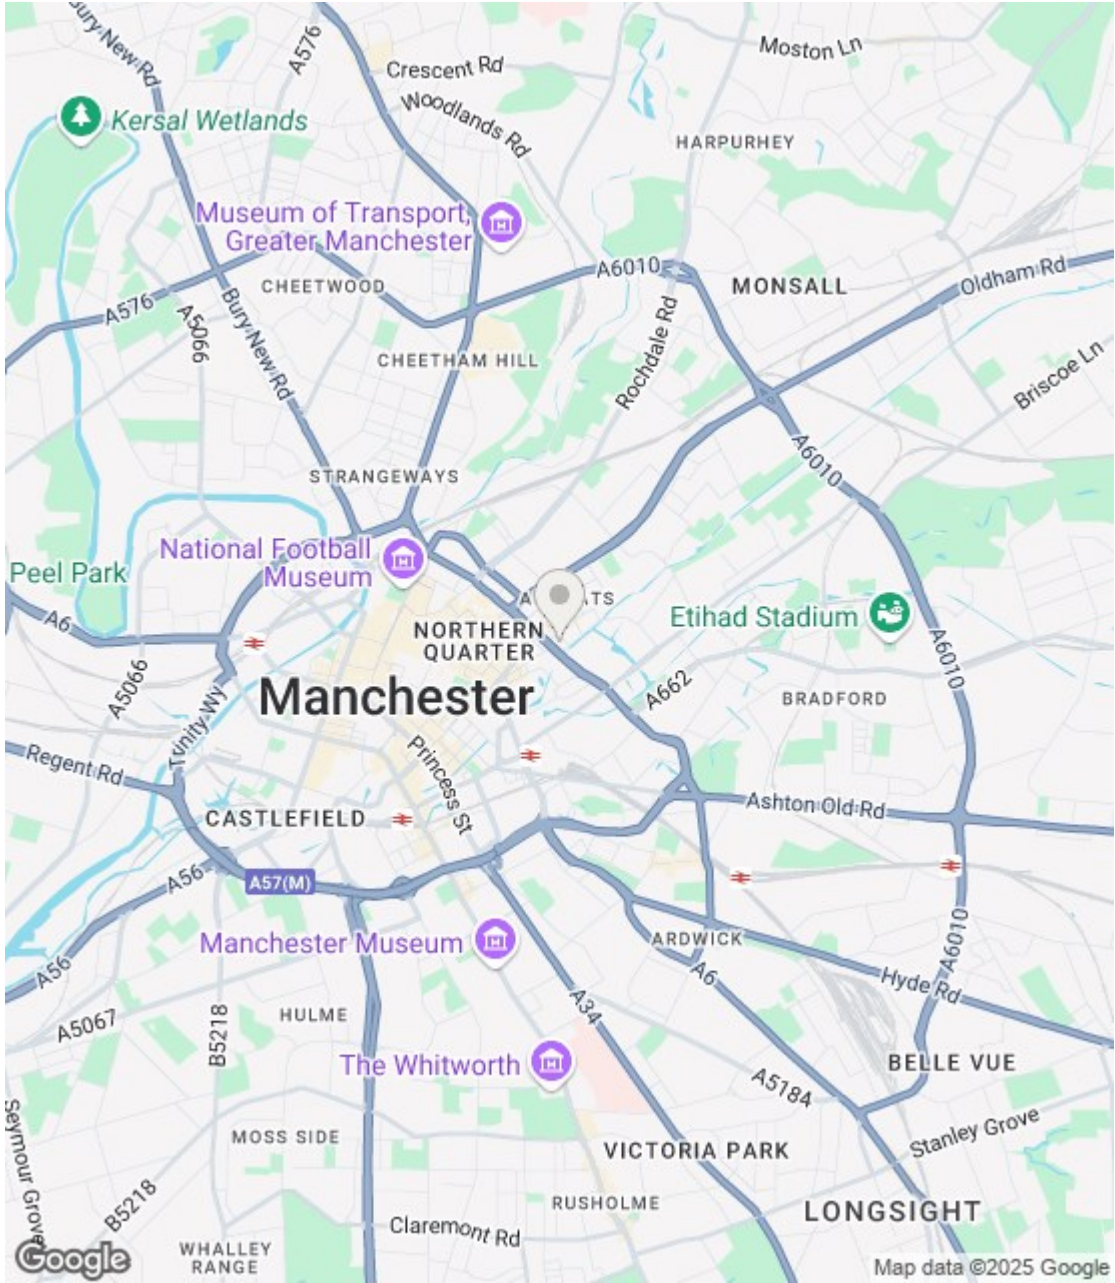 Bury New Rd
A576
Crescent Rd
Moston Ln
Woodlands Rd
Kersal Wetlands
HARPURHEY
Museum of Transport,
Greater Manchester
A6010
CHEETWOOD
MONSALL
Oldham Rd
A576
A5066
Bury New Rd
Rochdale Rd
CHEETHAM HILL
Briscoe Ln
STRANGEWAYS
A6010
National Football
Museum
Peel Park
Etihad Stadium
A6
NORTHERN
QUARTER
A6010
A5066
Manchester
A662
BRADFORD
Trinity Wy
Regent Rd
Princess St
CASTLEFIELD
Ashton Old Rd
A56
A57(M)
Manchester Museum
ARDWICK
A6010
A56
A6
Hyde Rd
A5067
B5218
HULME
A34
The Whitworth
BELLE VUE
A5184
Seymour Grove
MOSS SIDE
VICTORIA PARK
Stanley Grove
B5218
RUSHOLME
LONGSIGHT
Claremont Rd
WHALLEY
RANGE
Google
Map data ©2025 Google